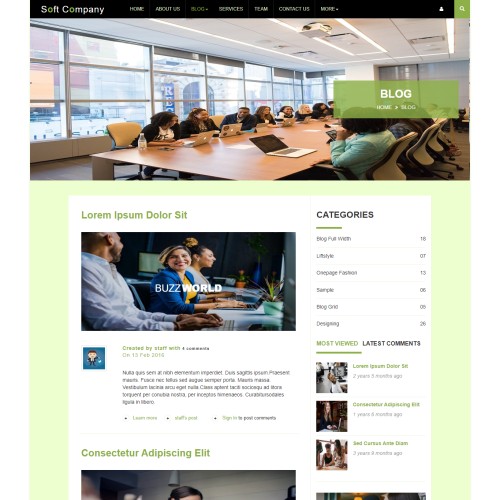 Soft Company
HOME ABOUT US BLOG SERVICES TEAM CONTACT US MORE
BLOG
HOME BLOG
Lorem Ipsum Dolor Sit
BUZZWORLD
Created by staff with 4 comments
On 13 Feb 2016
Nulla quis sem at nibh elementum imperdiet. Duis sagittis ipsum Praesent
mauris. Fusce nec tellus sed augue semper porta. Mauris massa.
Vestibulum lacinia arcu eget nulla.Class aptent taciti sociosqu ad litora
torquent per conubia nostra, per inceptos himenaeos. Curabitursodales
ligula in libero.
Learn more staff's post Sign in to post comments
Consectetur Adipiscing Elit
CATEGORIES
Blog Full Width 18
Liftstyle 07
Onepage Fashion 13
Sample 06
Blog Grid 05
Designing 26
MOST VIEWED LATEST COMMENTS
Lorem Ipsum Dolor Sit
2 years 5 months ago
Consectetur Adipiscing Elit
1 years 6 months ago
Sed Cursus Ante Diam
3 years 6 months ago